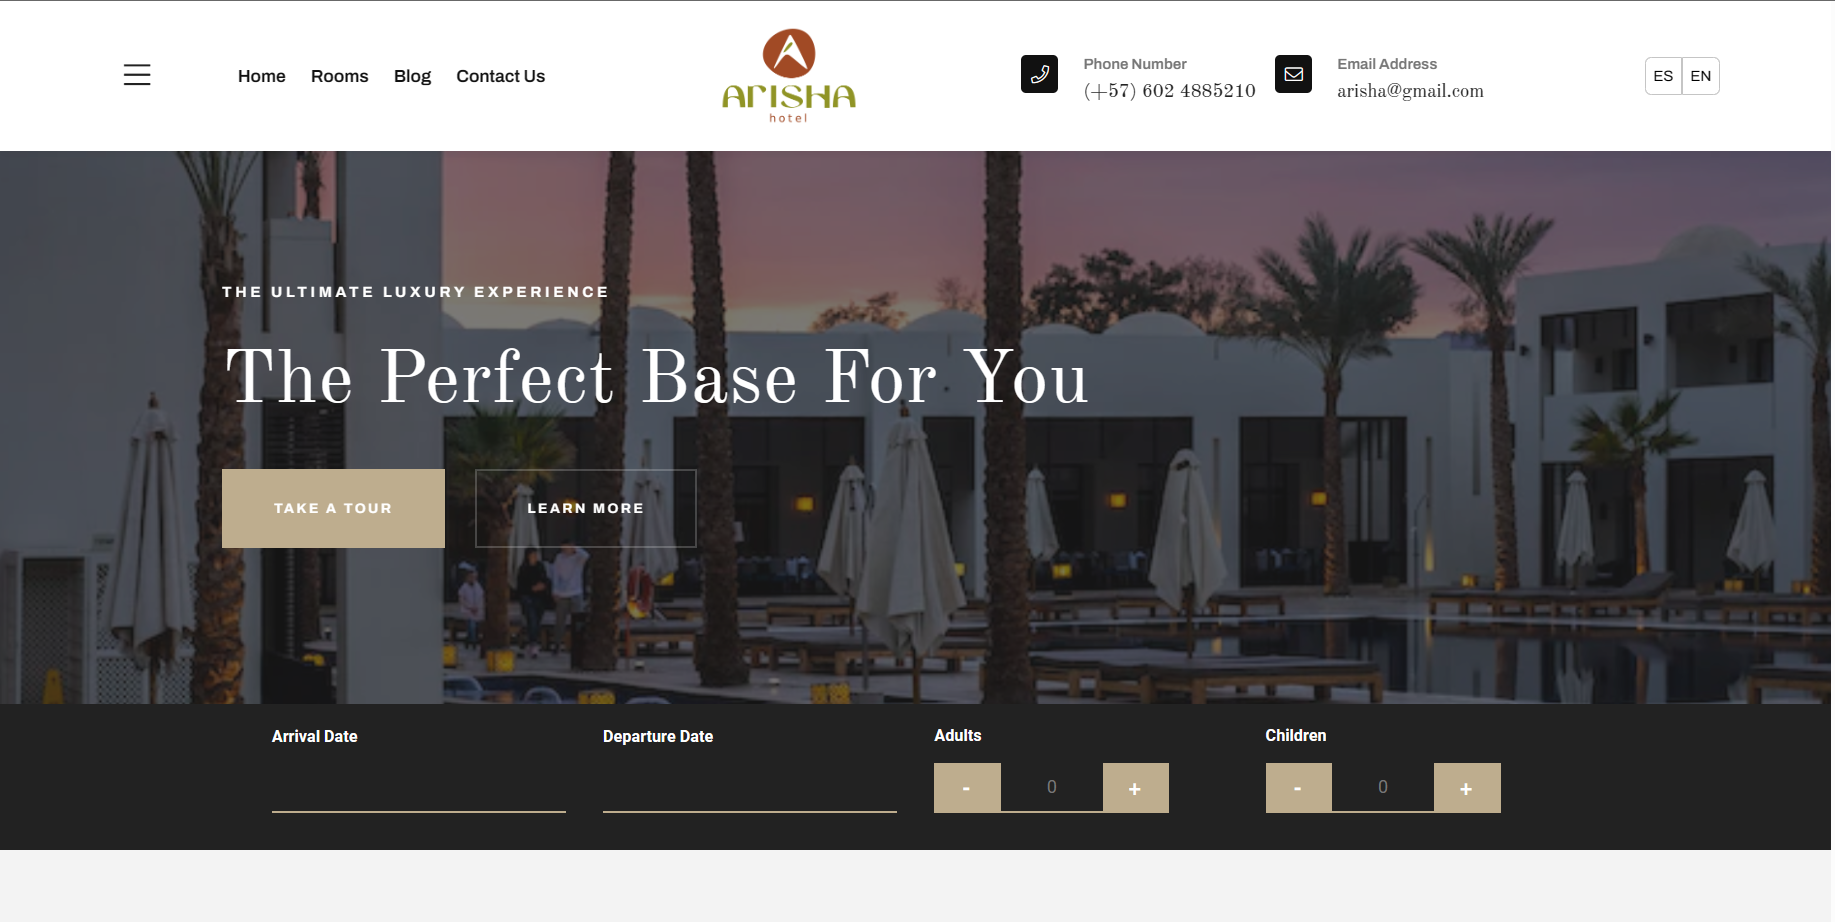 Home Rooms Blog Contact Us
ARISHA
hotel
Phone Number
(+57) 602 4885210
Email Address
arisha@gmail.com
ES EN
THE ULTIMATE LUXURY EXPERIENCE
The Perfect Base For You
TAKE A TOUR
LEARN MORE
Arrival Date
Departure Date
Adults
- 0 +
Children
- 0 +